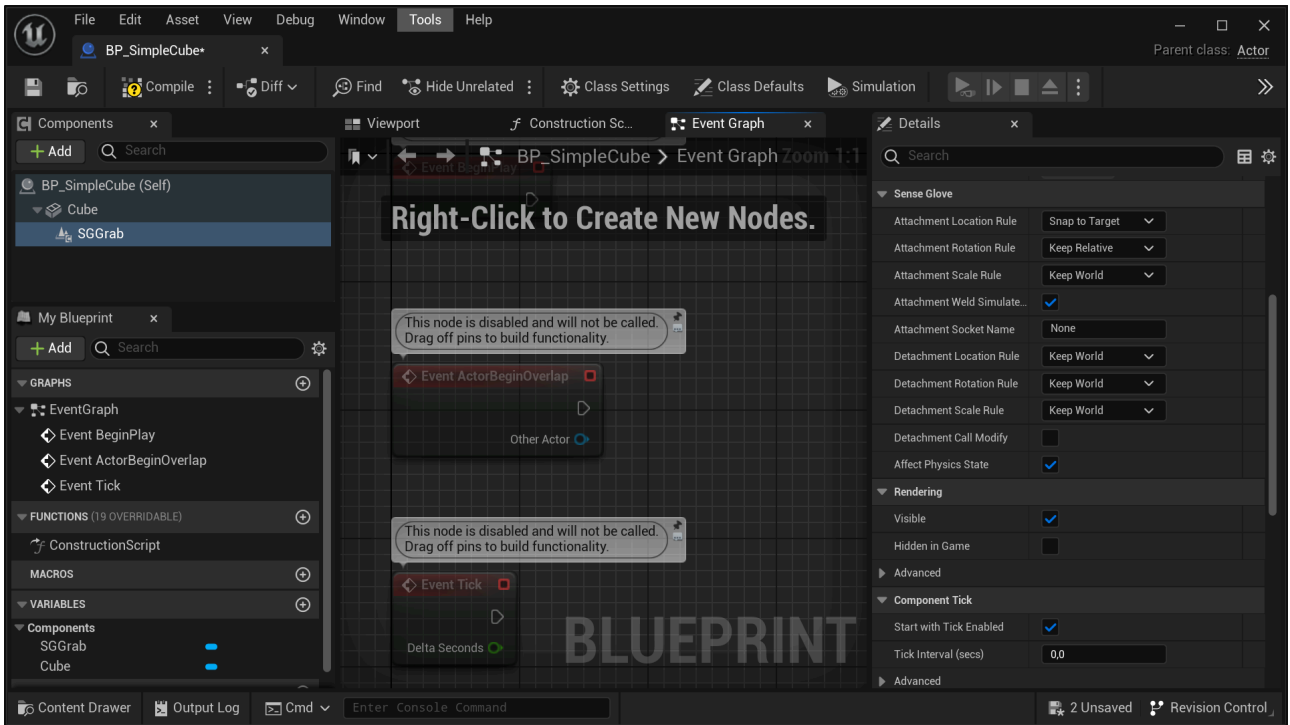 File Edit Asset View Debug Window Tools Help
BP_SimpleCube*
Parent class: Actor
Compile Diff Find Hide Unrelated Class Settings Class Defaults Simulation
Components
Add Search
BP_SimpleCube (Self)
Cube
SGGrab
My Blueprint
Add Search
GRAPHS
EventGraph
Event BeginPlay
Event ActorBeginOverlap
Event Tick
FUNCTIONS (19 OVERRIDABLE)
ConstructionScript
MACROS
VARIABLES
Components
SGGrab
Cube
Viewport Construction Sc... Event Graph
BP_SimpleCube Event Graph Zoom 1:1
Event BeginPlay
Right-Click to Create New Nodes.
This node is disabled and will not be called.
Drag off pins to build functionality.
Event ActorBeginOverlap
Other Actor
This node is disabled and will not be called.
Drag off pins to build functionality.
Event Tick
Delta Seconds
BLUEPRINT
Details
Search
Sense Glove
Attachment Location Rule Snap to Target
Attachment Rotation Rule Keep Relative
Attachment Scale Rule Keep World
Attachment Weld Simulate...
Attachment Socket Name None
Detachment Location Rule Keep World
Detachment Rotation Rule Keep World
Detachment Scale Rule Keep World
Detachment Call Modify
Affect Physics State
Rendering
Visible
Hidden in Game
Advanced
Component Tick
Start with Tick Enabled
Tick Interval (secs) 0,0
Advanced
Content Drawer Output Log Cmd Enter Console Command 2 Unsaved Revision Control